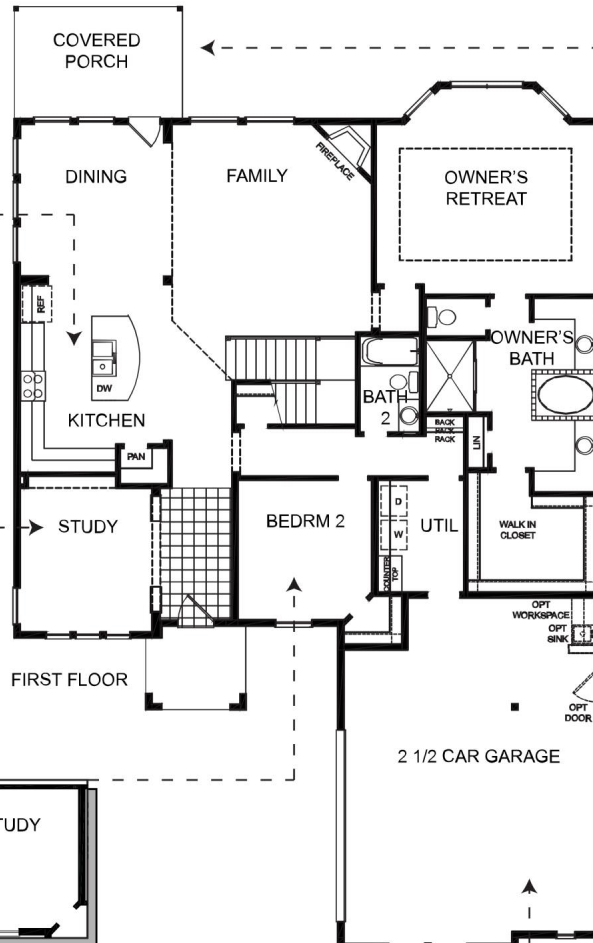 COVERED
PORCH
DINING
FAMILY
FIREPLACE
OWNER'S
RETREAT
REF
DW
KITCHEN
PAN
BATH
2
OWNER'S
BATH
BACK
PACK
RACK
LIN
STUDY
BEDRM 2
D
W
COUNTER
TOP
UTIL
WALK IN
CLOSET
OPT
WORKSPACE
OPT
SINK
FIRST FLOOR
OPT
DOOR
2 1/2 CAR GARAGE
TUDY